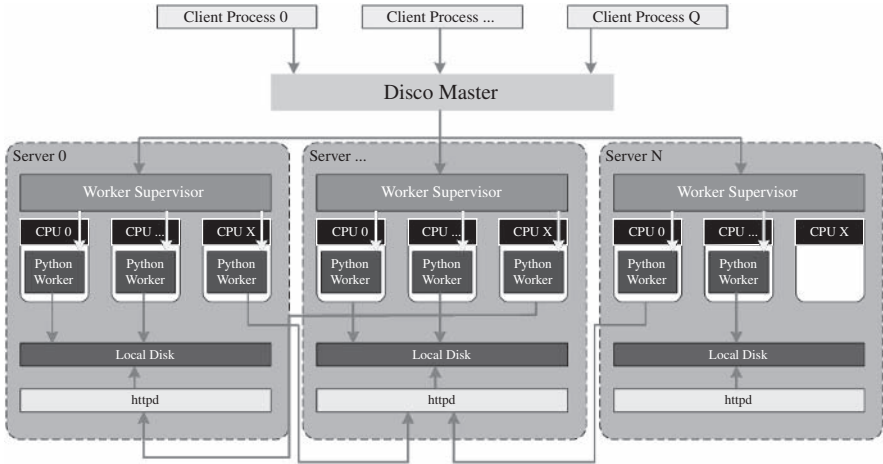 Client Process 0
Client Process ...
Client Process Q
Disco Master
Server 0
Worker Supervisor
CPU 0
CPU ...
CPU X
Python
Worker
Python
Worker
Python
Worker
Local Disk
httpd
Server ...
Worker Supervisor
CPU 0
CPU ...
CPU X
Python
Worker
Python
Worker
Python
Worker
Local Disk
httpd
Server N
Worker Supervisor
CPU 0
CPU ...
CPU X
Python
Worker
Python
Worker
Local Disk
httpd